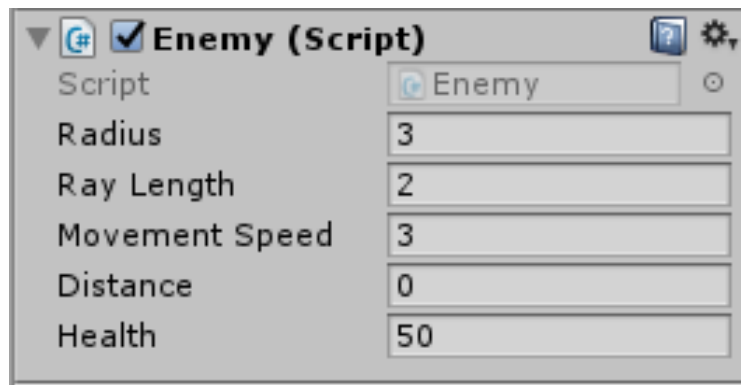 Enemy (Script)
Script Enemy
Radius 3
Ray Length 2
Movement Speed 3
Distance 0
Health 50